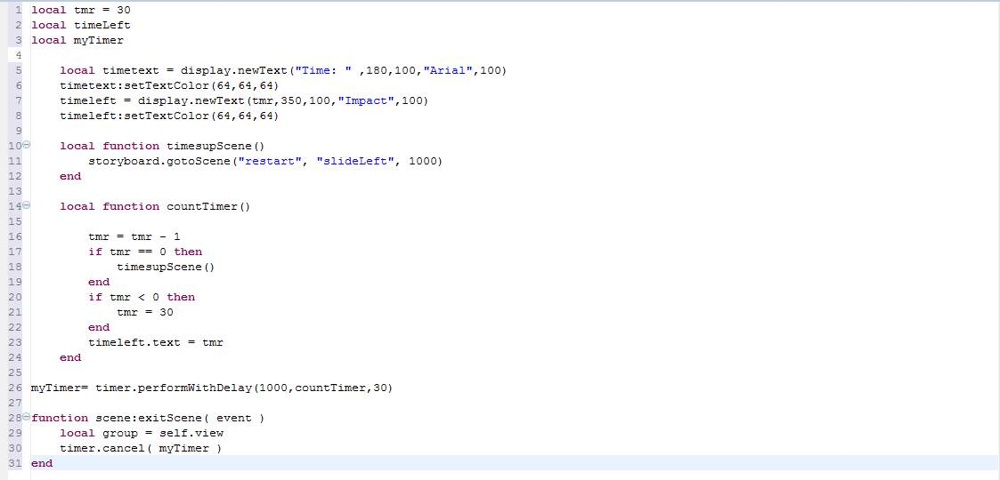 1 local tmr = 30
2 local timeLeft
3 local myTimer
4
5     local timetext = display.newText("Time: " ,180,100,"Arial",100)
6     timetext:setTextColor(64,64,64)
7     timeleft = display.newText(tmr,350,100,"Impact",100)
8     timeleft:setTextColor(64,64,64)
9
10     local function timesupScene()
11         storyboard.gotoScene("restart", "slideLeft", 1000)
12     end
13
14     local function countTimer()
15
16         tmr = tmr - 1
17         if tmr == 0 then
18             timesupScene()
19         end
20         if tmr < 0 then
21             tmr = 30
22         end
23         timeleft.text = tmr
24     end
25
26 myTimer= timer.performWithDelay(1000,countTimer,30)
27
28 function scene:exitScene( event )
29     local group = self.view
30     timer.cancel( myTimer )
31 end